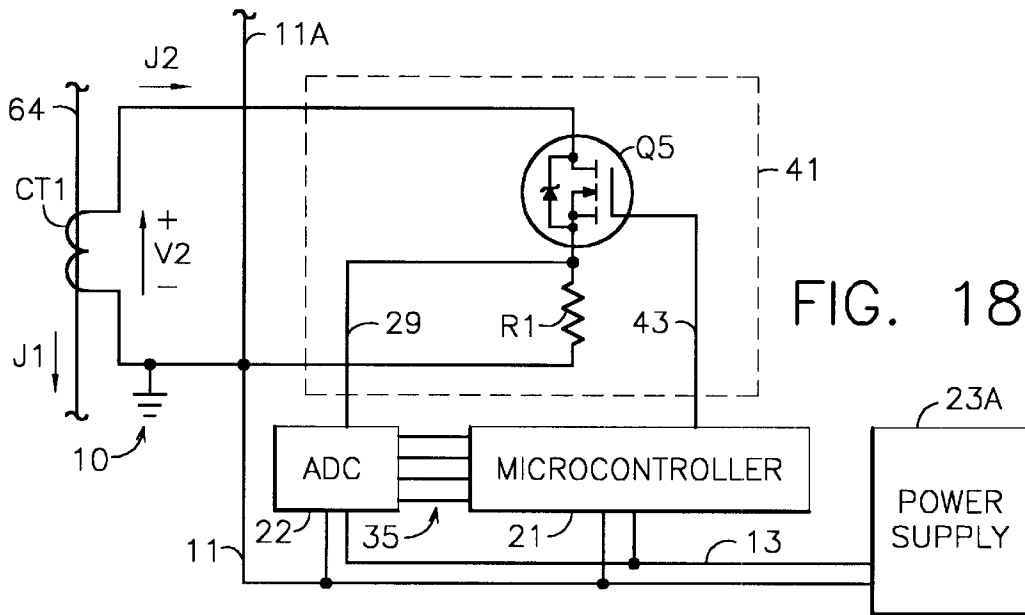 11A
J2
64
Q5
41
CT1
+
V2
-
29
R1
43
FIG. 18
J1
23A
10
ADC
MICROCONTROLLER
POWER
SUPPLY
22
35
21
13
11